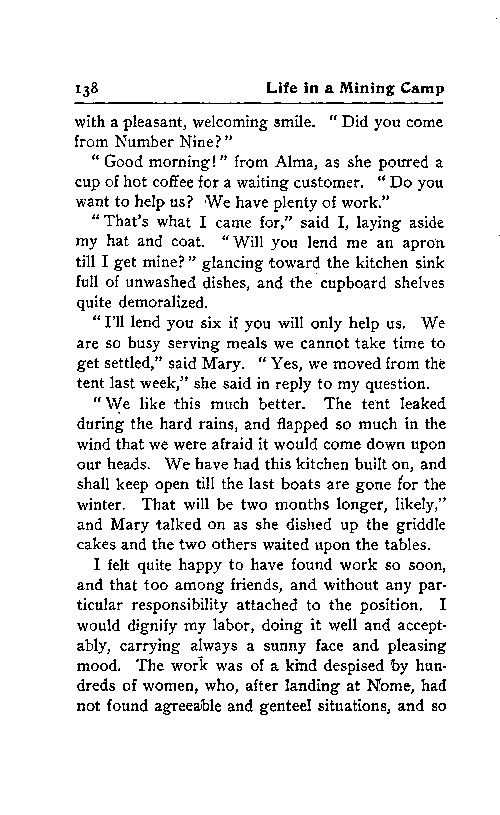 138 Life in a Mining Camp
with a pleasant, welcoming smile. “ Did you come
from Number Nine?”
“ Good morning!” from Alma, as she poured a
cup of hot coffee for a waiting customer. “ Do you
want to help us? We have plenty of work.”
“ That’s what I came for,” said I, laying aside
my hat and coat. “ Will you lend me an apron
till I get mine? ” glancing toward the kitchen sink
full of unwashed dishes, and the cupboard shelves
quite demoralized.
“ I’ll lend you six if you will only help us. We
are so busy serving meals we cannot take time to
get settled,” said Mary. “ Yes, we moved from the
tent last week,” she said in reply to my question.
“ We like this much better. The tent leaked
during the hard rains, and flapped so much in the
wind that we were afraid it would come down upon
our heads. We have had this kitchen built on, and
shall keep open till the last boats are gone for the
winter. That will be two months longer, likely,”
and Mary talked on as she dished up the griddle
cakes and the two others waited upon the tables.
I felt quite happy to have found work so soon,
and that too among friends, and without any par-
ticular responsibility attached to the position. I
would dignify my labor, doing it well and accept-
ably, carrying always a sunny face and pleasing
mood. The work was of a kind despised by hun-
dreds of women, who, after landing at Nome, had
not found agreeable and genteel situations, and so